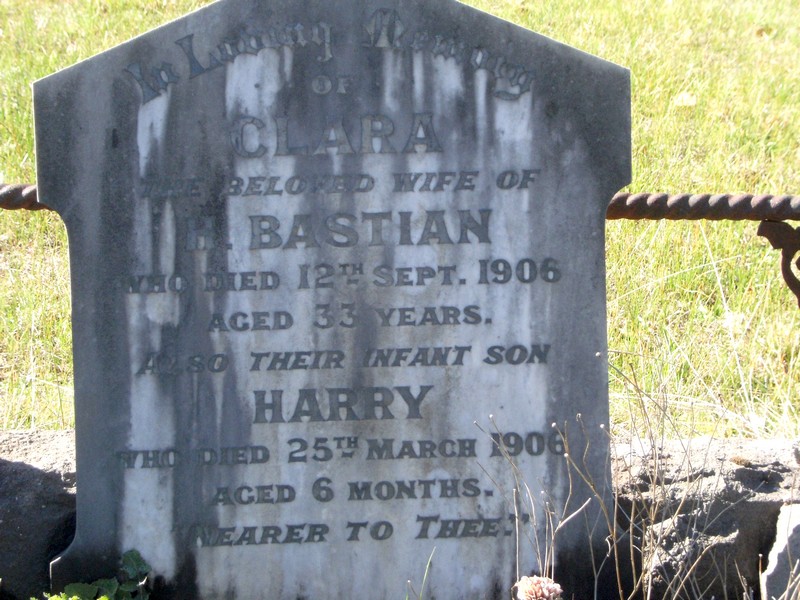 In Loving Memory
OF
CLARA
THE BELOVED WIFE OF
H. BASTIAN
WHO DIED 12TH SEPT. 1906
AGED 33 YEARS.
ALSO THEIR INFANT SON
HARRY
WHO DIED 25TH MARCH 1906
AGED 6 MONTHS.
"NEARER TO THEE."